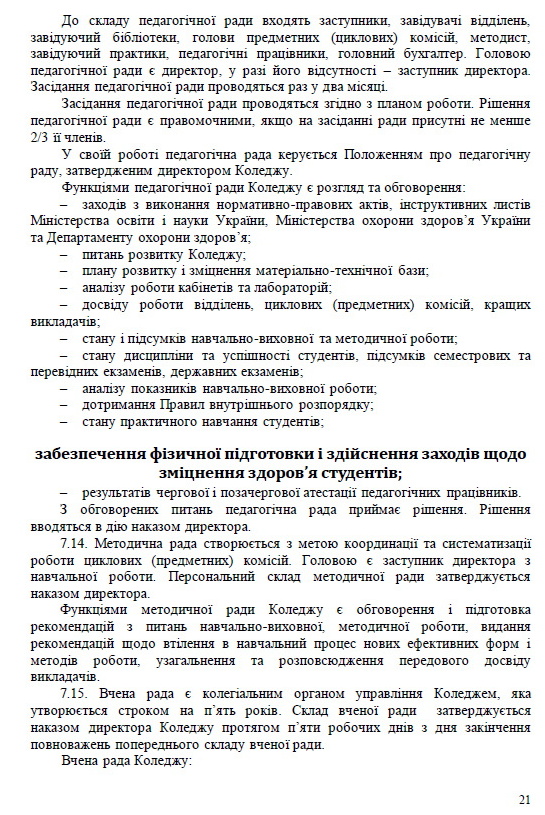 До складу педагогічної ради входять заступники, завідувачі відділень,
завідуючий бібліотеки, голови предметних (циклових) комісій, методист,
завідуючий практики, педагогічні працівники, головний бухгалтер. Головою
педагогічної ради є директор, у разі його відсутності – заступник директора.
Засідання педагогічної ради проводяться раз у два місяці.
Засідання педагогічної ради проводяться згідно з планом роботи. Рішення
педагогічної ради є правомочними, якщо на засіданні ради присутні не менше
2/3 її членів.
У своїй роботі педагогічна рада керується Положенням про педагогічну
раду, затвердженим директором Коледжу.
Функціями педагогічної ради Коледжу є розгляд та обговорення:
– заходів з виконання нормативно-правових актів, інструктивних листів
Міністерства освіти і науки України, Міністерства охорони здоров’я України
та Департаменту охорони здоров’я;
– питань розвитку Коледжу;
– плану розвитку і зміцнення матеріально-технічної бази;
– аналізу роботи кабінетів та лабораторій;
– досвіду роботи відділень, циклових (предметних) комісій, кращих
викладачів;
– стану і підсумків навчально-виховної та методичної роботи;
– стану дисципліни та успішності студентів, підсумків семестрових та
перевідних екзаменів, державних екзаменів;
– аналізу показників навчально-виховної роботи;
– дотримання Правил внутрішнього розпорядку;
– стану практичного навчання студентів;
забезпечення фізичної підготовки і здійснення заходів щодо
зміцнення здоров’я студентів;
– результатів чергової і позачергової атестації педагогічних працівників.
З обговорених питань педагогічна рада приймає рішення. Рішення
вводяться в дію наказом директора.
7.14. Методична рада створюється з метою координації та систематизації
роботи циклових (предметних) комісій. Головою є заступник директора з
навчальної роботи. Персональний склад методичної ради затверджується
наказом директора.
Функціями методичної ради Коледжу є обговорення і підготовка
рекомендацій з питань навчально-виховної, методичної роботи, видання
рекомендацій щодо втілення в навчальний процес нових ефективних форм і
методів роботи, узагальнення та розповсюдження передового досвіду
викладачів.
7.15. Вчена рада є колегіальним органом управління Коледжем, яка
утворюється строком на п’ять років. Склад вченої ради затверджується
наказом директора Коледжу протягом п’яти робочих днів з дня закінчення
повноважень попереднього складу вченої ради.
Вчена рада Коледжу:
21